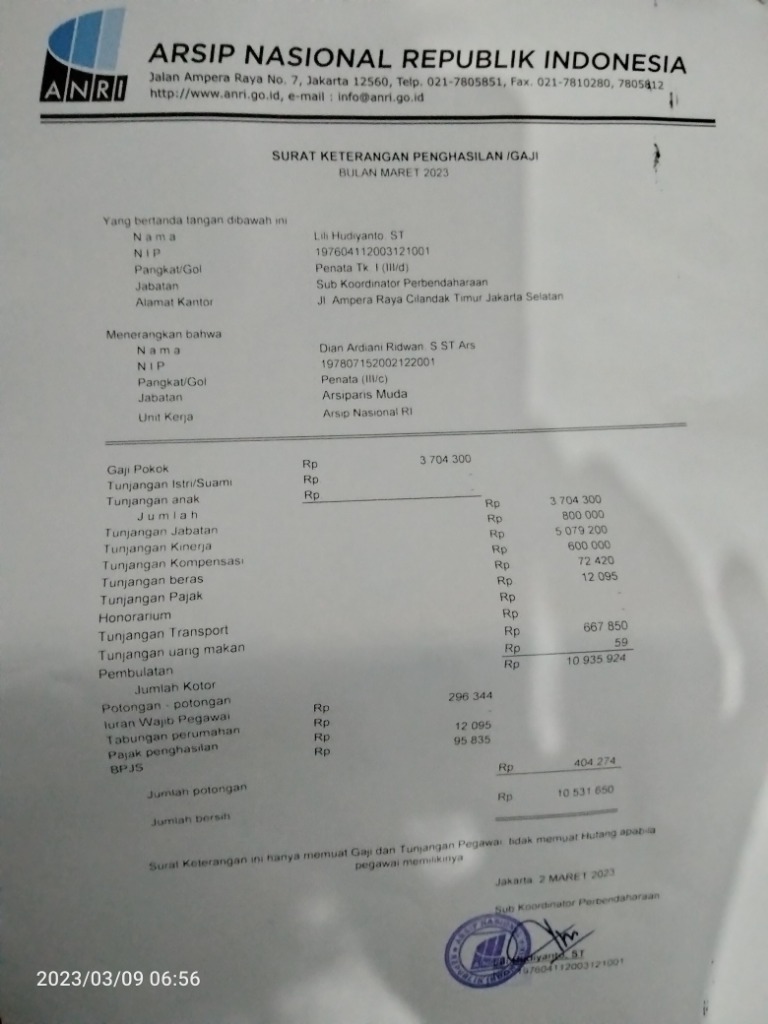 ANRI
ARSIP NASIONAL REPUBLIK INDONESIA
Jalan Ampera Raya No. 7, Jakarta 12560, Telp. 021-7805851, Fax. 021-7810280, 7805812
http://www.anri.go.id, e-mail : info@anri.go.id
SURAT KETERANGAN PENGHASILAN /GAJI
BULAN MARET 2023
Yang bertanda tangan dibawah ini
N a m a Lili Hudiyanto. ST
N I P 197604112003121001
Pangkat/Gol Penata Tk. I (III/d)
Jabatan Sub Koordinator Perbendaharaan
Alamat Kantor Jl. Ampera Raya Cilandak Timur Jakarta Selatan
Menerangkan bahwa
N a m a Dian Ardiani Ridwan. S ST Ars
N I P 197807152002122001
Pangkat/Gol Penata (III/c)
Jabatan Arsiparis Muda
Unit Kerja Arsip Nasional RI
Gaji Pokok Rp 3 704 300
Tunjangan Istri/Suami Rp -
Tunjangan anak Rp
J u m l a h Rp 3 704 300
Tunjangan Jabatan Rp 800 000
Tunjangan Kinerja Rp 5 079 200
Tunjangan Kompensasi Rp 600 000
Tunjangan beras Rp 72 420
Tunjangan Pajak Rp 12 095
Honorarium Rp -
Tunjangan Transport Rp -
Tunjangan uang makan Rp 667 850
Pembulatan Rp 59
Jumlah Kotor Rp 10 935 924
Potongan - potongan
Iuran Wajib Pegawai Rp 296 344
Tabungan perumahan Rp -
Pajak penghasilan Rp 12 095
BPJS Rp 95 835
Jumlah potongan Rp 404 274
Jumlah bersih Rp 10 531 650
Surat Keterangan ini hanya memuat Gaji dan Tunjangan Pegawai, tidak memuat Hutang apabila
pegawai memilikinya
Jakarta, 2 MARET 2023
Sub Koordinator Perbendaharaan
Hudiyanto, ST
197604112003121001
2023/03/09 06:56